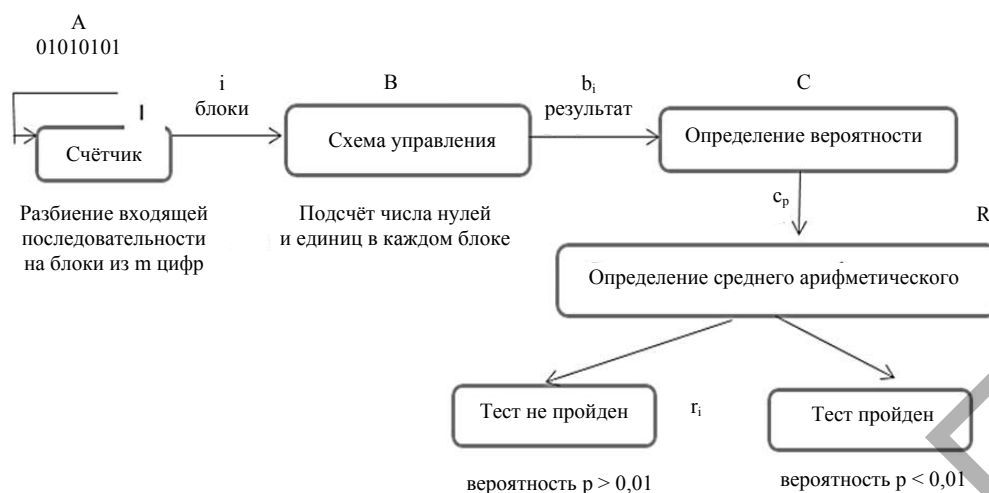 A
01010101
i
блоки
B
b_i
результат
C
Счётчик
Схема управления
Определение вероятности
Разбиение входящей
последовательности
на блоки из m цифр
Подсчёт числа нулей
и единиц в каждом блоке
c_p
R
Определение среднего арифметического
Тест не пройден
r_i
Тест пройден
вероятность p > 0,01
вероятность p < 0,01